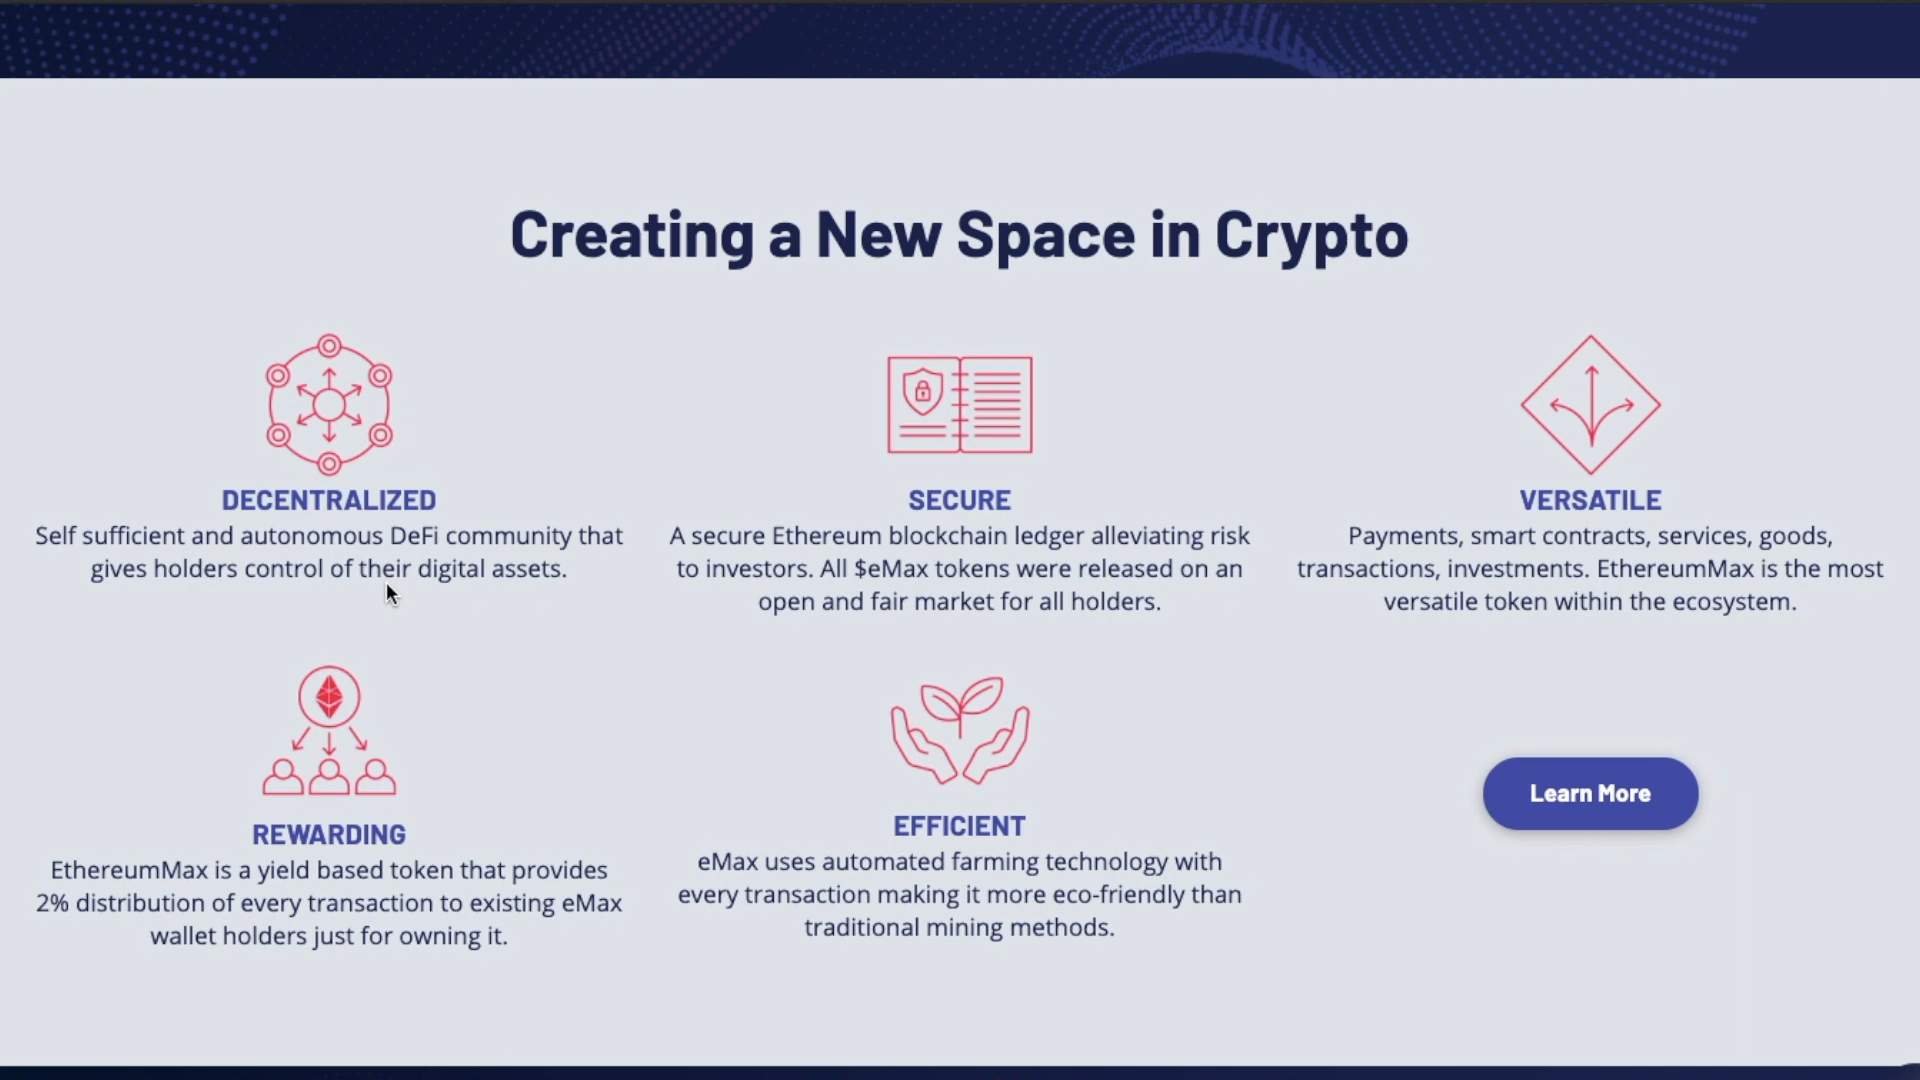 Creating a New Space in Crypto
DECENTRALIZED
Self sufficient and autonomous DeFi community that
gives holders control of their digital assets.
SECURE
A secure Ethereum blockchain ledger alleviating risk
to investors. All $eMax tokens were released on an
open and fair market for all holders.
VERSATILE
Payments, smart contracts, services, goods,
transactions, investments. EthereumMax is the most
versatile token within the ecosystem.
REWARDING
EthereumMax is a yield based token that provides
2% distribution of every transaction to existing eMax
wallet holders just for owning it.
EFFICIENT
eMax uses automated farming technology with
every transaction making it more eco-friendly than
traditional mining methods.
Learn More